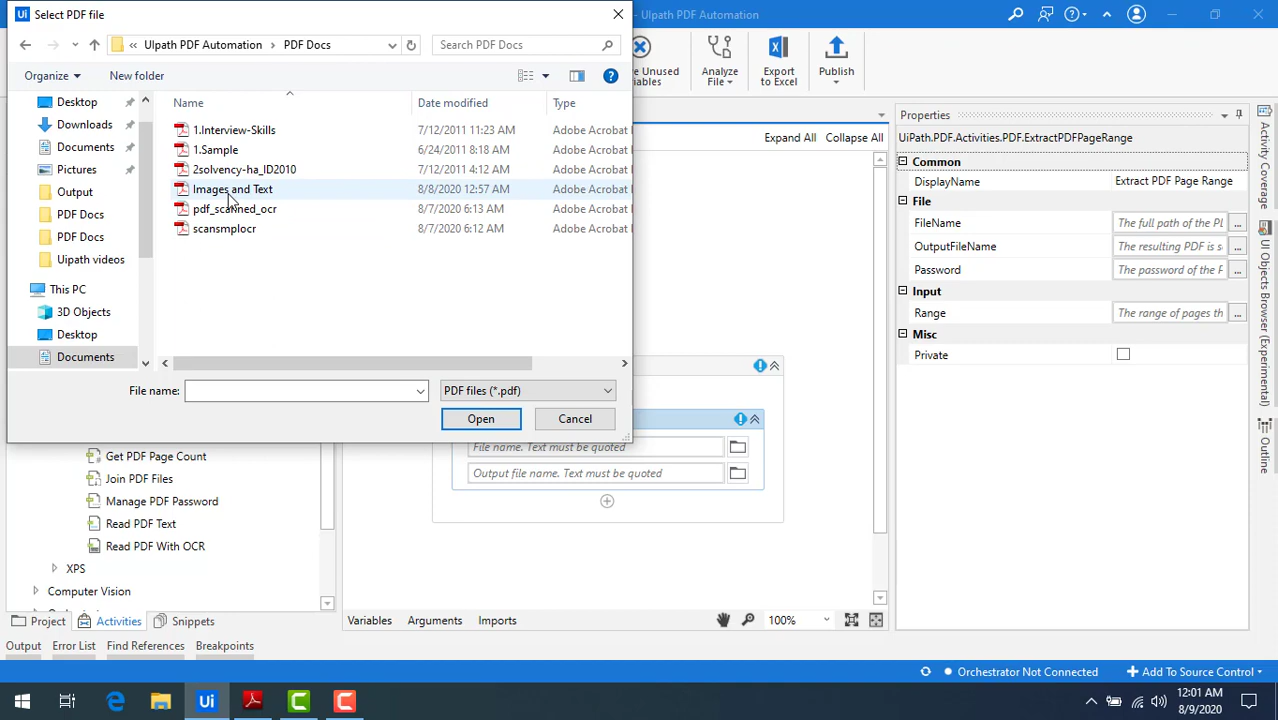 Ui Select PDF file
- UIpath PDF Automation
« UIpath PDF Automation › PDF Docs
Search PDF Docs
Organize
New folder
Name
Date modified
Type
Desktop
Downloads
Documents
Pictures
Output
PDF Docs
PDF Docs
Uipath videos
This PC
3D Objects
Desktop
Documents
1.Interview-Skills 7/12/2011 11:23 AM Adobe Acrobat
1.Sample 6/24/2011 8:18 AM Adobe Acrobat
2solvency-ha_ID2010 7/12/2011 4:12 AM Adobe Acrobat
Images and Text 8/8/2020 12:57 AM Adobe Acrobat
pdf_scanned_ocr 8/7/2020 6:13 AM Adobe Acrobat
scansmplocr 8/7/2020 6:12 AM Adobe Acrobat
File name:
PDF files (*.pdf)
Open
Cancel
Unused
Analyze
File
Export
to Excel
Publish
Expand All
Collapse All
File name. Text must be quoted
Output file name. Text must be quoted
Get PDF Page Count
Join PDF Files
Manage PDF Password
Read PDF Text
Read PDF With OCR
XPS
Computer Vision
Project
Activities
Snippets
Variables
Arguments
Imports
100%
Properties
UiPath.PDF.Activities.PDF.ExtractPDFPageRange
Common
DisplayName Extract PDF Page Range
File
FileName The full path of the
OutputFileName The resulting PDF is
Password The password of the
Input
Range The range of pages
Misc
Private
Activity Coverage
UI Objects Browser (Experimental)
Outline
Output
Error List
Find References
Breakpoints
Orchestrator Not Connected
Add To Source Control
Ui
12:01 AM
8/9/2020